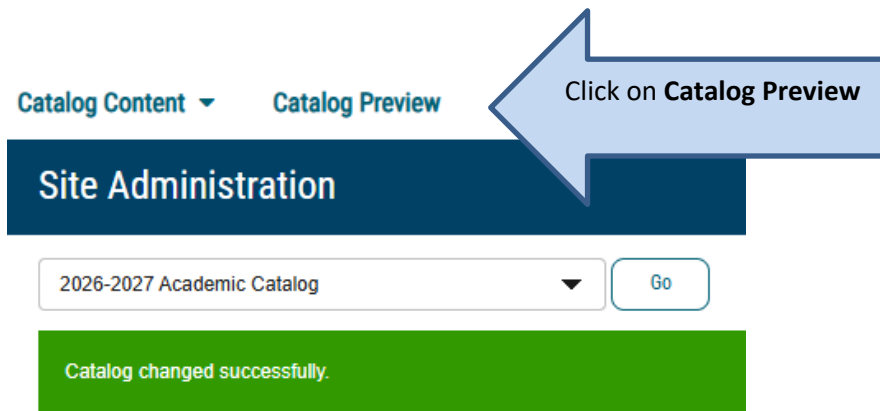 Catalog Content Catalog Preview
Click on Catalog Preview
Site Administration
2026-2027 Academic Catalog Go
Catalog changed successfully.